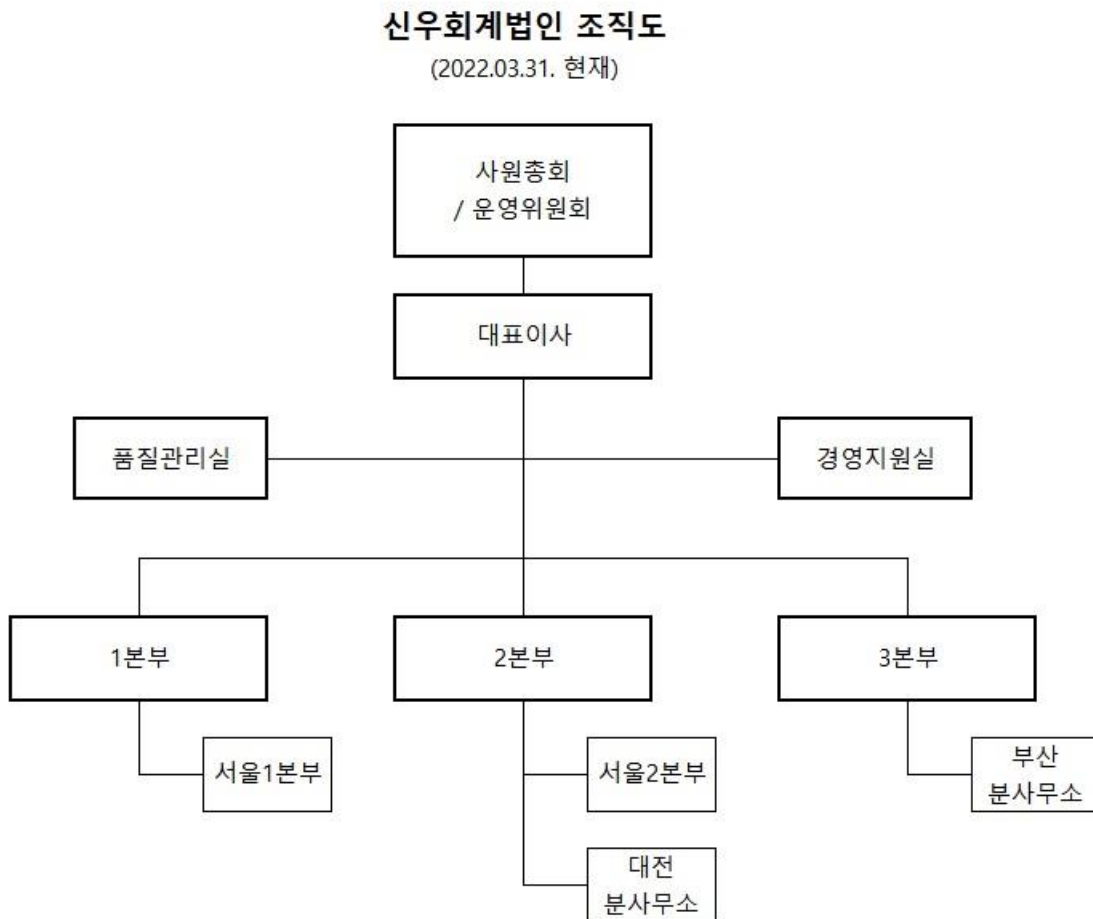 신우회계법인 조직도
(2022.03.31. 현재)
사원총회
/ 운영위원회
대표이사
품질관리실
경영지원실
1본부
2본부
3본부
서울1본부
서울2본부
부산
분사무소
대전
분사무소